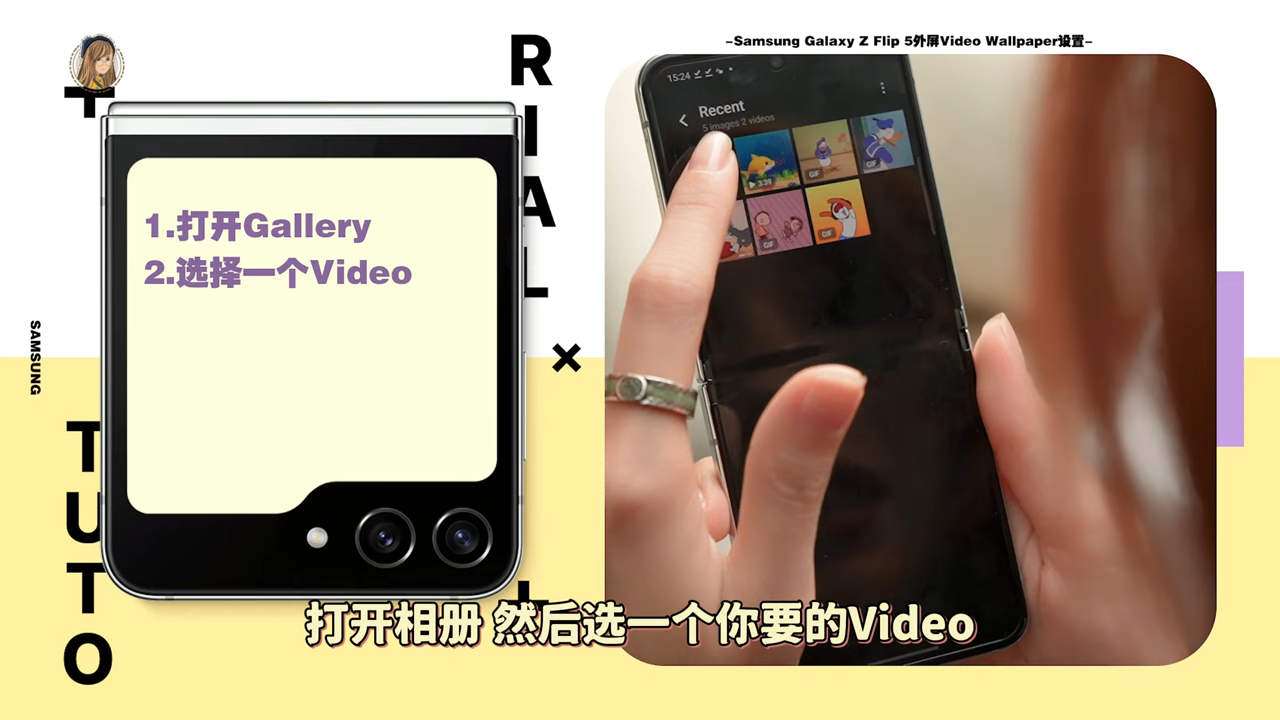 –Samsung Galaxy Z Flip 5外屏Video Wallpaper设置–
T
U
T
O
R
I
A
L
×
SAMSUNG
1.打开Gallery
2.选择一个Video
15:24
Recent
5 images 2 videos
3:39
GIF
GIF
GIF
GIF
打开相册 然后选一个你要的Video